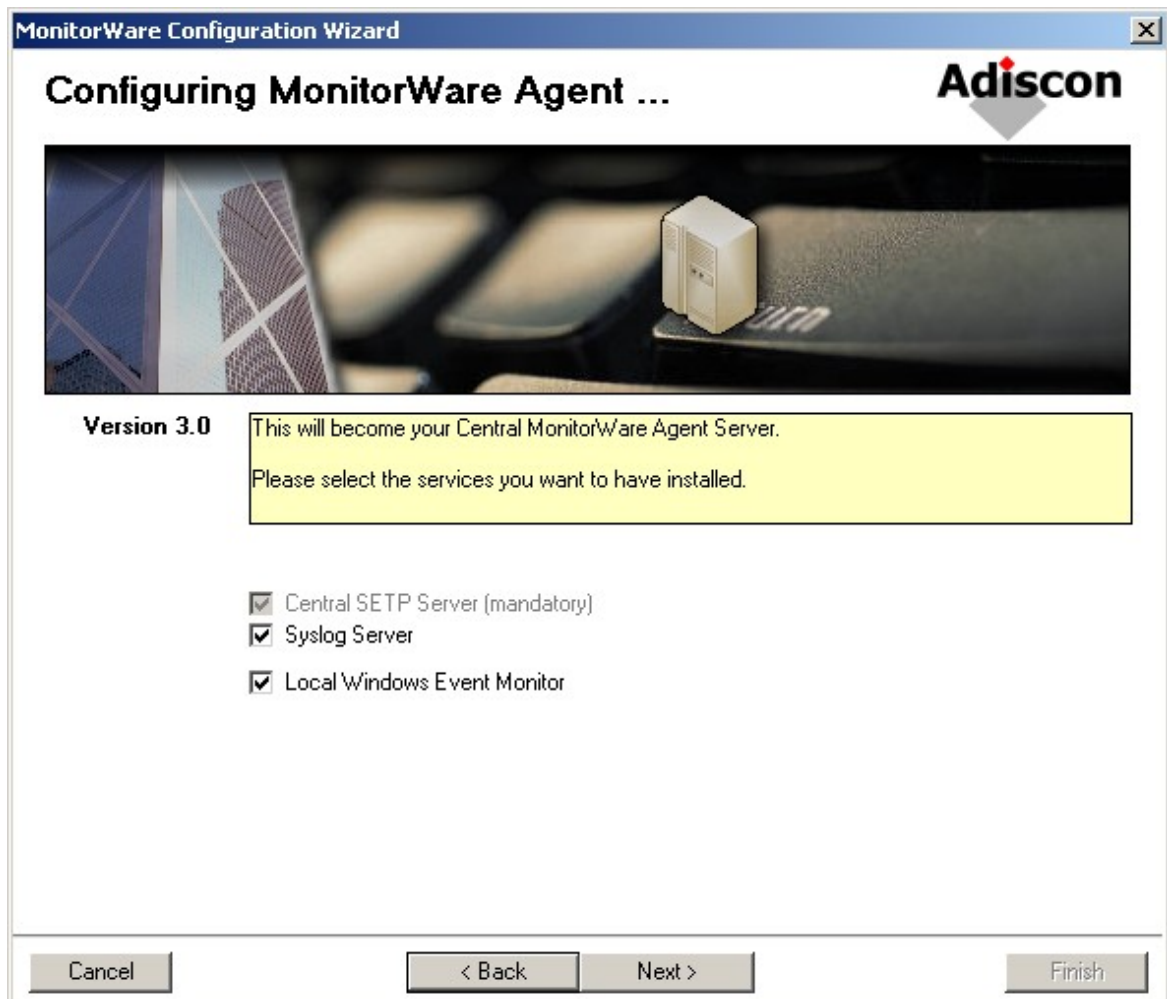 MonitorWare Configuration Wizard
Configuring MonitorWare Agent ...
Adiscon
Version 3.0
This will become your Central MonitorWare Agent Server.
Please select the services you want to have installed.
Central SETP Server (mandatory)
Syslog Server
Local Windows Event Monitor
Cancel
< Back
Next >
Finish